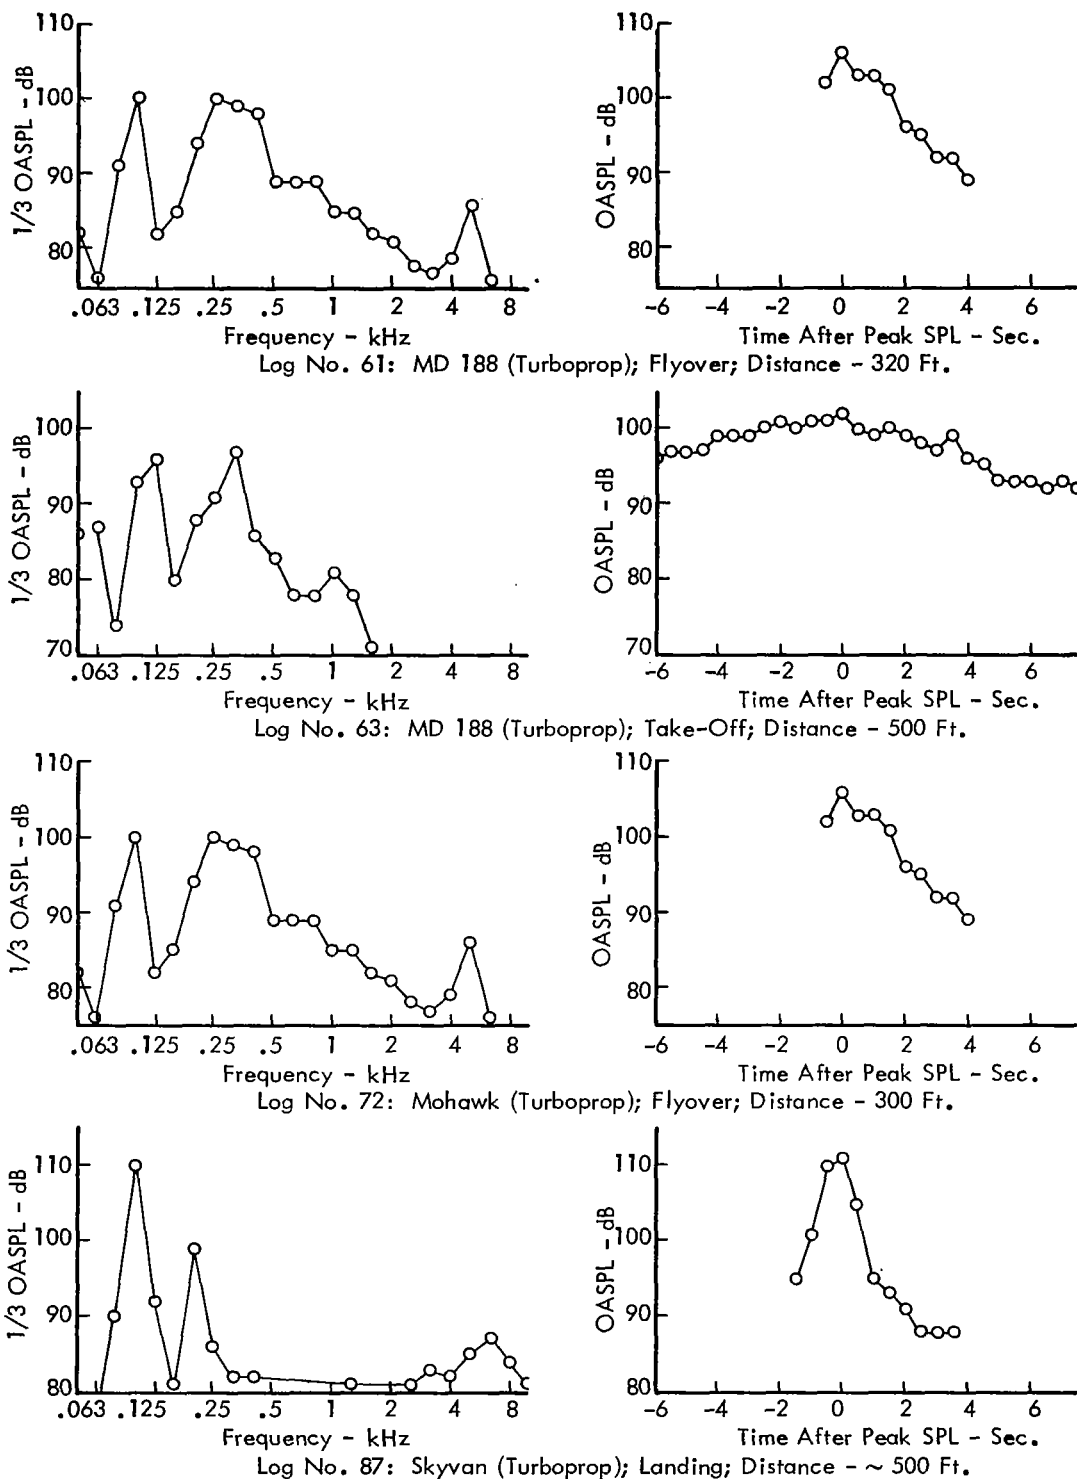 110
100
90
80
1/3 OASPL - dB
.063 .125 .25 .5 1 2 4 8
Frequency - kHz
110
100
90
80
OASPL - dB
-6 -4 -2 0 2 4 6
Time After Peak SPL - Sec.
Log No. 61: MD 188 (Turboprop); Flyover; Distance - 320 Ft.
100
90
80
70
1/3 OASPL - dB
.063 .125 .25 .5 1 2 4 8
Frequency - kHz
100
90
80
70
OASPL - dB
-6 -4 -2 0 2 4 6
Time After Peak SPL - Sec.
Log No. 63: MD 188 (Turboprop); Take-Off; Distance - 500 Ft.
110
100
90
80
1/3 OASPL - dB
.063 .125 .25 .5 1 2 4 8
Frequency - kHz
110
100
90
80
OASPL - dB
-6 -4 -2 0 2 4 6
Time After Peak SPL - Sec.
Log No. 72: Mohawk (Turboprop); Flyover; Distance - 300 Ft.
110
100
90
80
1/3 OASPL - dB
.063 .125 .25 .5 1 2 4 8
Frequency - kHz
110
100
90
80
OASPL - dB
-6 -4 -2 0 2 4 6
Time After Peak SPL - Sec.
Log No. 87: Skyvan (Turboprop); Landing; Distance - ~ 500 Ft.